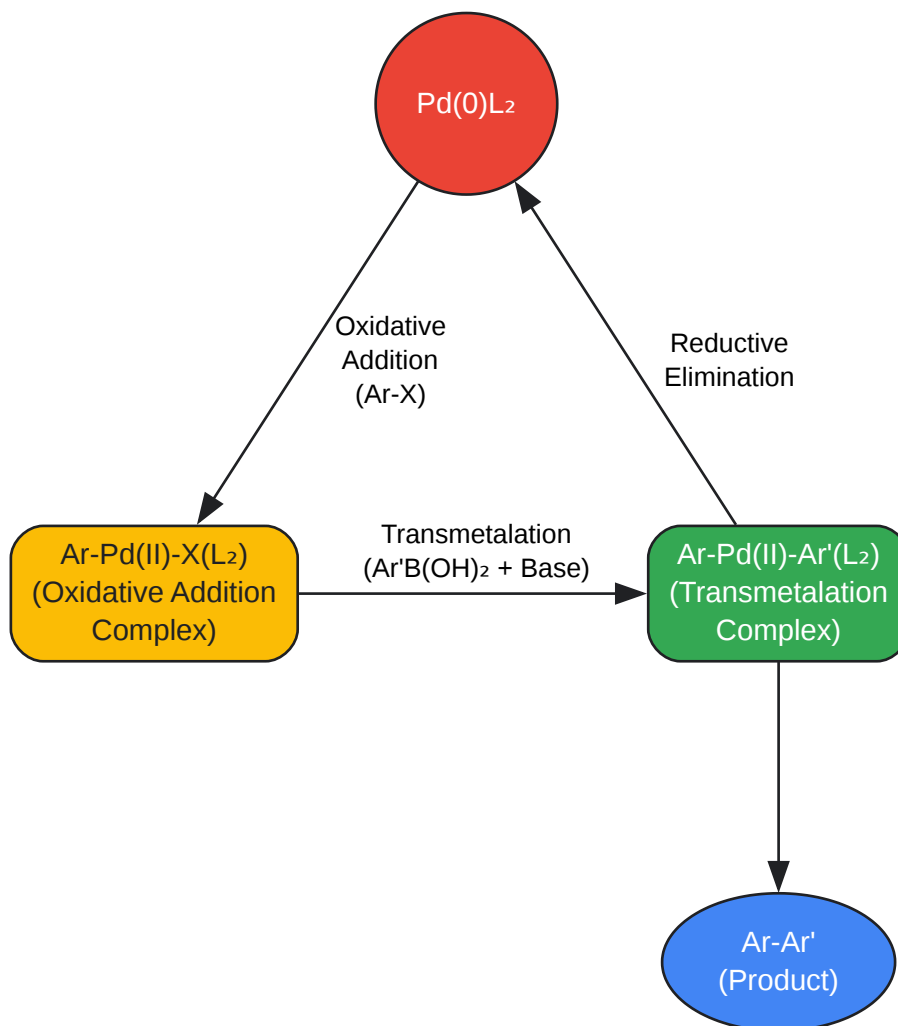 Pd(0)L₂
Oxidative
Addition
(Ar-X)
Reductive
Elimination
Ar-Pd(II)-X(L₂)
(Oxidative Addition
Complex)
Transmetalation
(Ar'B(OH)₂ + Base)
Ar-Pd(II)-Ar'(L₂)
(Transmetalation
Complex)
Ar-Ar'
(Product)